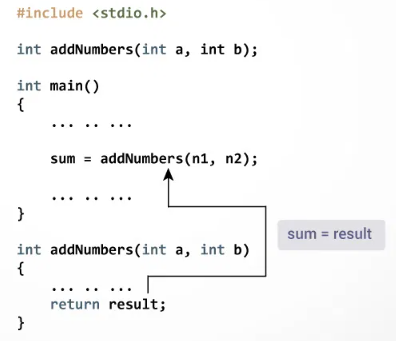 #include <stdio.h>
int addNumbers(int a, int b);
int main()
{
... .. ...
sum = addNumbers(n1, n2);
... .. ...
}
sum = result
int addNumbers(int a, int b)
{
... .. ...
return result;
}